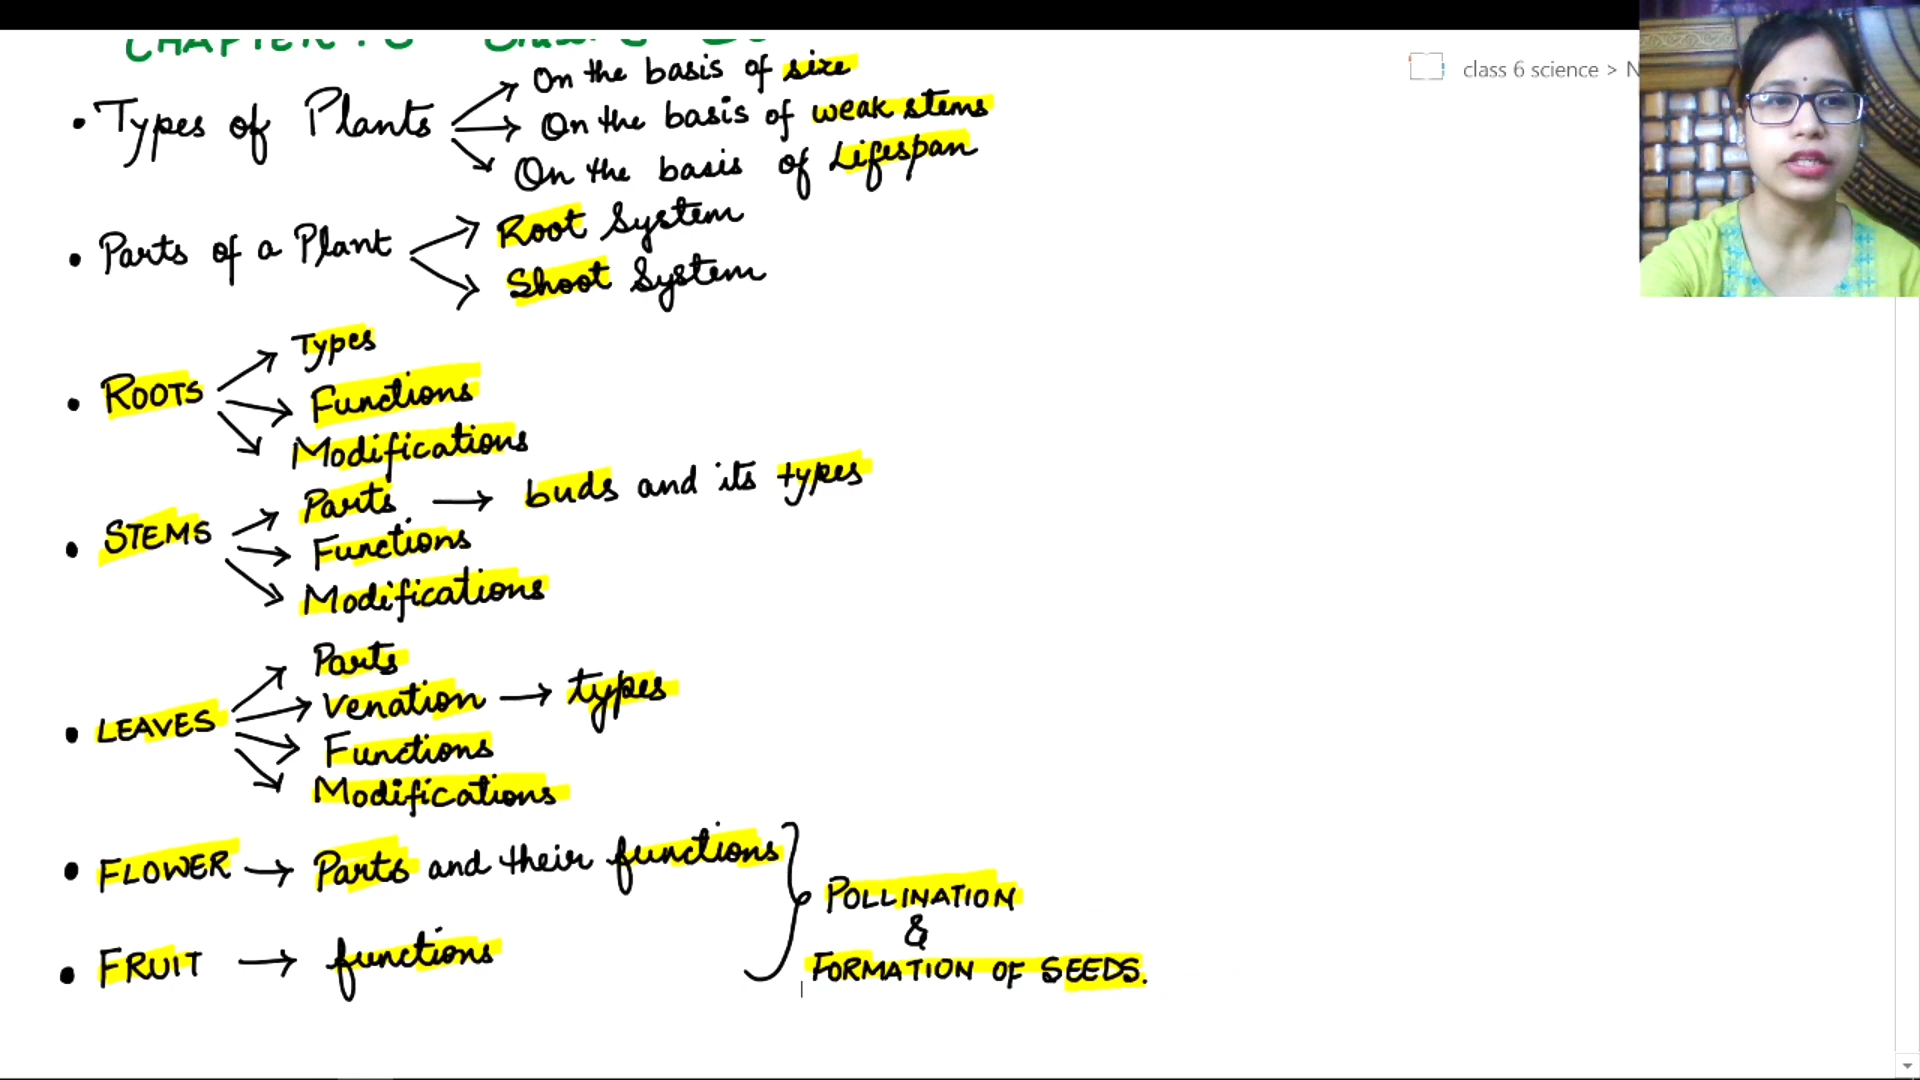 CHAPTER: 8
class 6 science > N
• Types of Plants → On the basis of size
→ On the basis of weak stems
→ On the basis of Lifespan
• Parts of a Plant → Root System
→ Shoot System
• ROOTS → Types
→ Functions
→ Modifications
• STEMS → Parts → buds and its types
→ Functions
→ Modifications
• LEAVES → Parts
→ Venation → types
→ Functions
→ Modifications
• FLOWER → Parts and their functions
• FRUIT → functions
POLLINATION
&
FORMATION OF SEEDS.